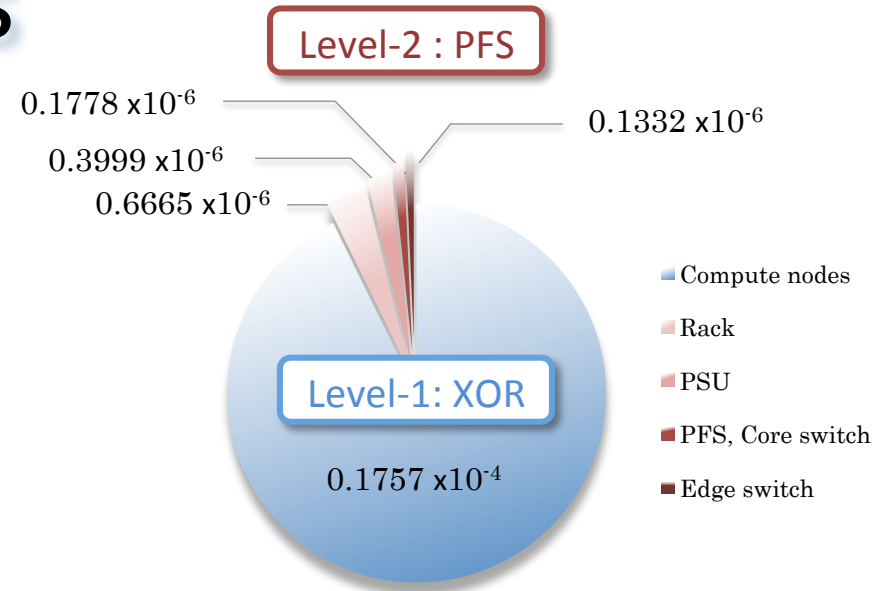 Level-2 : PFS
0.1778 x10⁻⁶
0.1332 x10⁻⁶
0.3999 x10⁻⁶
0.6665 x10⁻⁶
Compute nodes
Rack
PSU
PFS, Core switch
Edge switch
Level-1: XOR
0.1757 x10⁻⁴